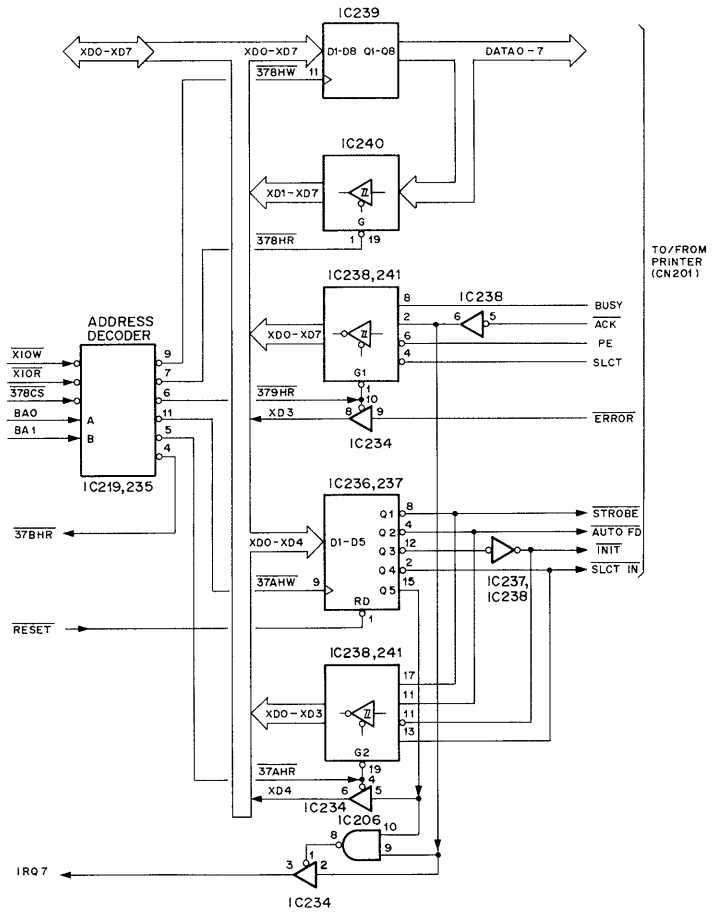 IC239
XD0-XD7
XD0-XD7
D1-D8 Q1-Q8
DATA0-7
378HW
11
IC240
XD1-XD7
G
378HR
1 19
TO/FROM
PRINTER
(CN201)
IC238,241
IC238
8
BUSY
2
6
5
ACK
XD0-XD7
6
PE
4
SLCT
G1
1
379HR
10
XD3
8
9
ERROR
IC234
ADDRESS
DECODER
XIOW
9
XIOR
7
378CS
6
BA0
A
11
BA1
B
5
4
IC219,235
37BHR
IC236,237
Q1
8
STROBE
Q2
4
AUTO FD
XD0-XD4
D1-D5
Q3
12
INIT
Q4
2
SLCT IN
37AHW
9
Q5
15
IC237,
IC238
RD
RESET
1
IC238,241
17
11
XD0-XD3
11
13
G2
19
37AHR
4
XD4
6
5
IC234
IC206
8
10
9
1
IRQ7
3
2
IC234